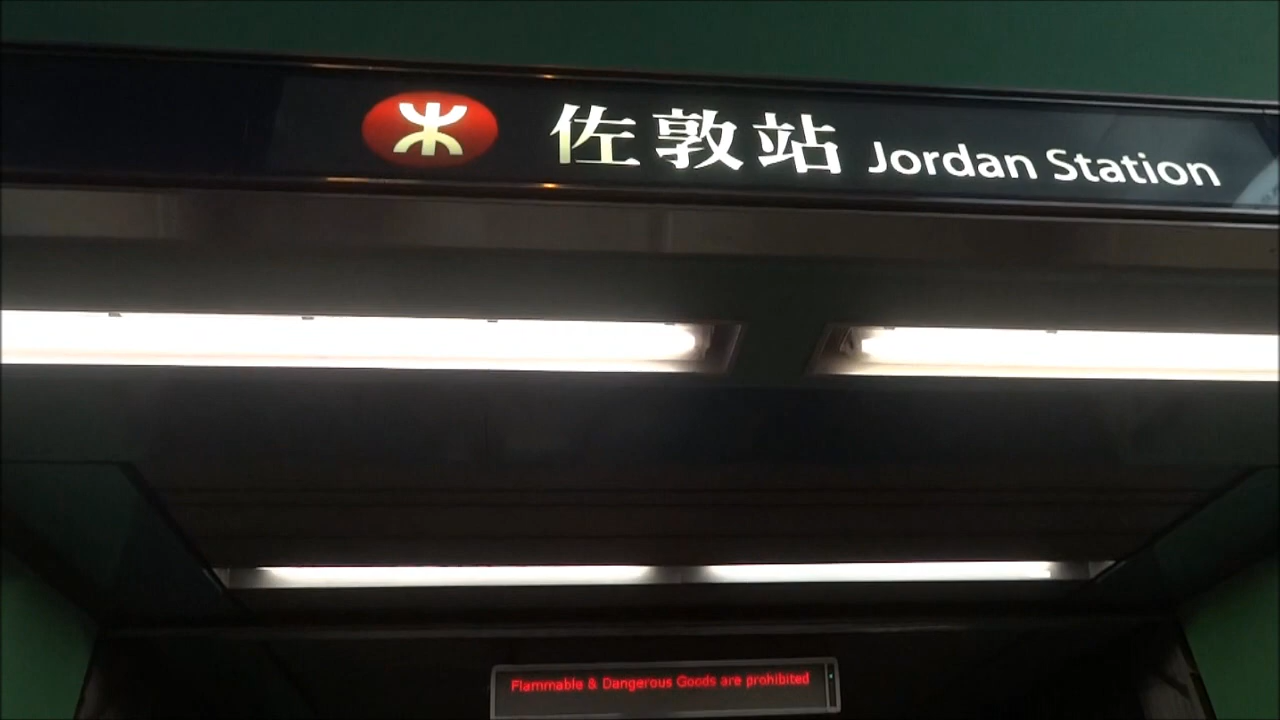 佐敦站 Jordan Station
Flammable & Dangerous Goods are prohibited